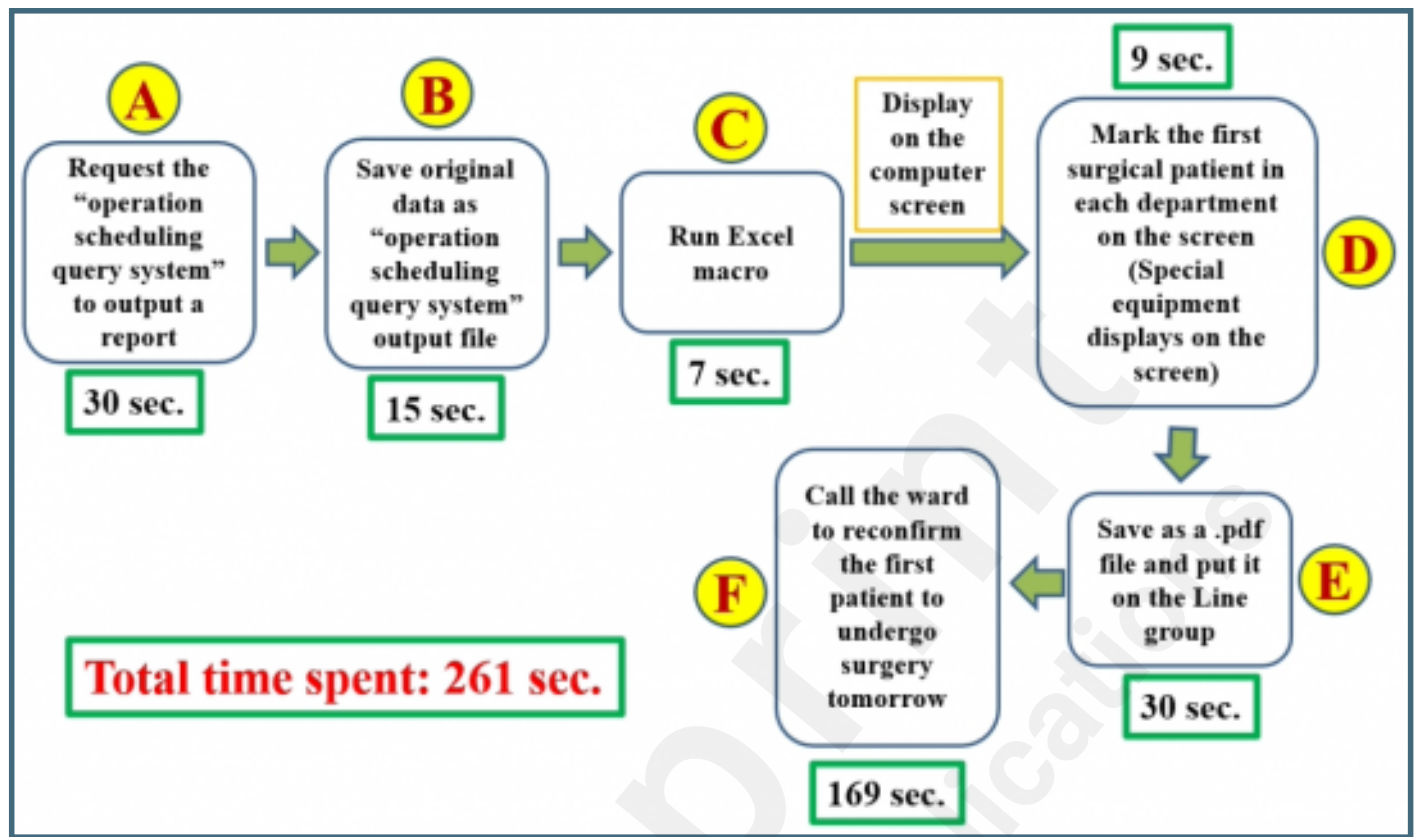 A
Request the
“operation
scheduling
query system”
to output a
report
30 sec.
B
Save original
data as
“operation
scheduling
query system”
output file
15 sec.
C
Run Excel
macro
7 sec.
Display
on the
computer
screen
9 sec.
Mark the first
surgical patient in
each department
on the screen
(Special
equipment
displays on the
screen)
D
Save as a .pdf
file and put it
on the Line
group
E
30 sec.
Call the ward
to reconfirm
the first
patient to
undergo
surgery
tomorrow
F
169 sec.
Total time spent: 261 sec.
print
ications